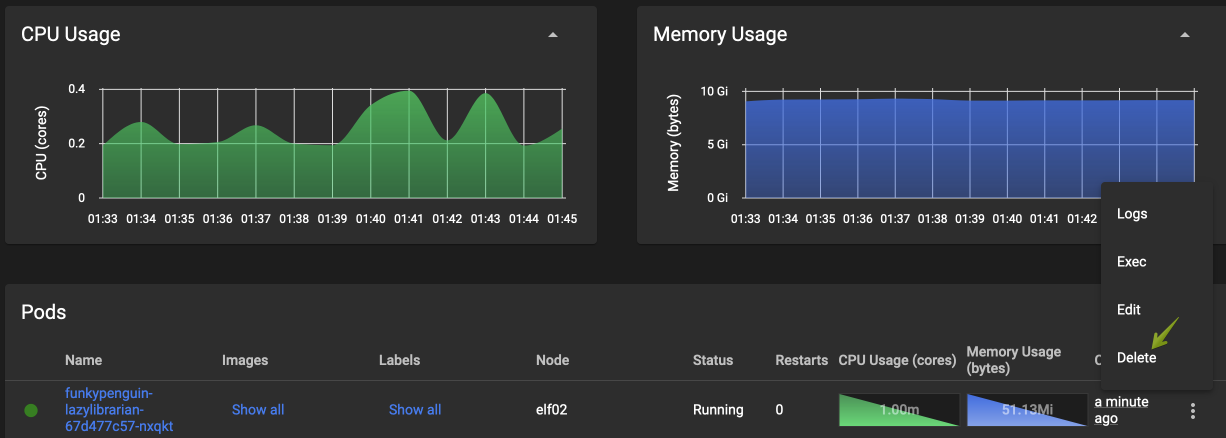 CPU Usage
Memory Usage
CPU (cores)
0.4
0.2
0
01:33 01:34 01:35 01:36 01:37 01:38 01:39 01:40 01:41 01:42 01:43 01:44 01:45
Memory (bytes)
10 Gi
5 Gi
0 Gi
01:33 01:34 01:35 01:36 01:37 01:38 01:39 01:40 01:41 01:42
Logs
Exec
Edit
Delete
Pods
Name Images Labels Node Status Restarts CPU Usage (cores) Memory Usage
(bytes)
funkypenguin-
lazylibrarian-
67d477c57-nxqkt
Show all Show all elf02 Running 0 1.00m 51.13Mi
a minute
ago